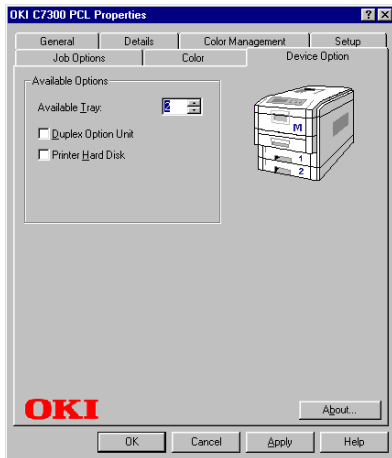 OKI C7300 PCL Properties
General Details Color Management Setup
Job Options Color Device Option
Available Options
Available Tray: 2
Duplex Option Unit
Printer Hard Disk
M
1
2
OKI
About...
OK Cancel Apply Help